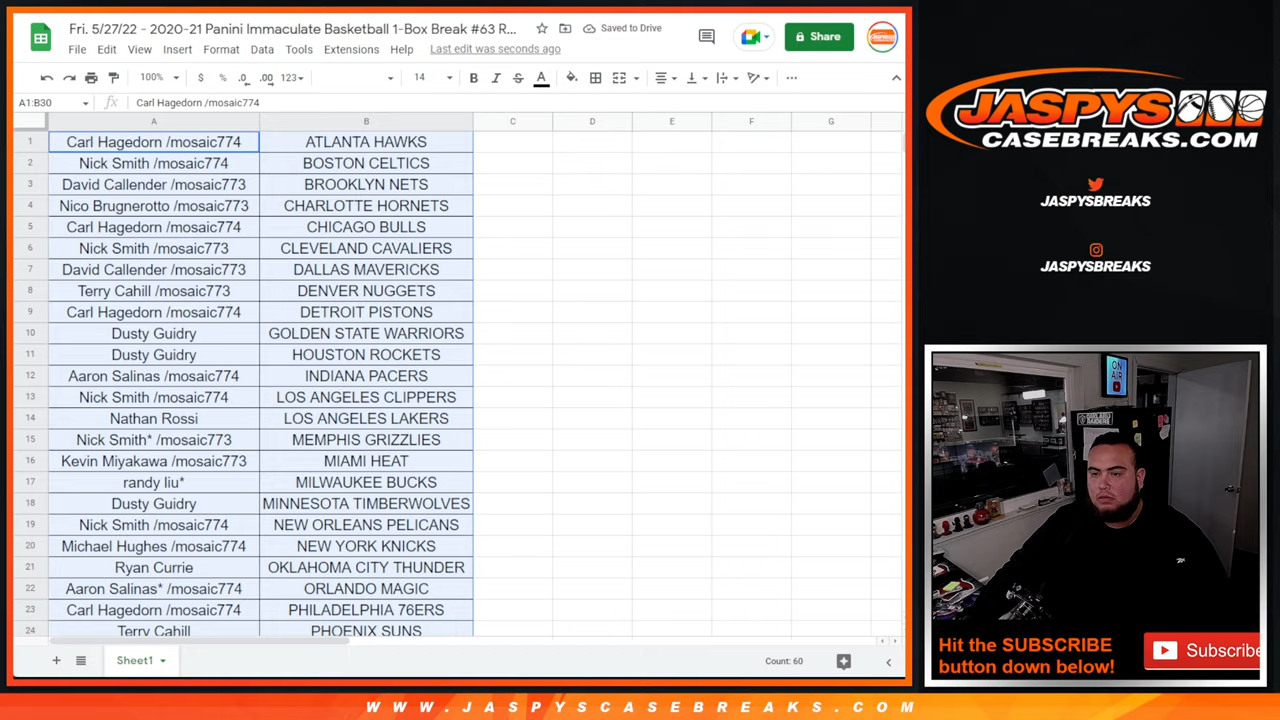 Fri. 5/27/22 - 2020-21 Panini Immaculate Basketball 1-Box Break #63 R...
Saved to Drive
File Edit View Format Data Tools Extensions Help Last edit was seconds ago
Share
100% $ % .0 .00 123 14 B I S A
A1:B30 fx Carl Hagedorn /mosaic774
A B C D E F G
1 Carl Hagedorn /mosaic774 ATLANTA HAWKS
2 Nick Smith /mosaic774 BOSTON CELTICS
3 David Callender /mosaic773 BROOKLYN NETS
4 Nico Brugnerotto /mosaic773 CHARLOTTE HORNETS
5 Carl Hagedorn /mosaic774 CHICAGO BULLS
6 Nick Smith /mosaic773 CLEVELAND CAVALIERS
7 David Callender /mosaic773 DALLAS MAVERICKS
8 Terry Cahill /mosaic773 DENVER NUGGETS
9 Carl Hagedorn /mosaic774 DETROIT PISTONS
10 Dusty Guidry GOLDEN STATE WARRIORS
11 Dusty Guidry HOUSTON ROCKETS
12 Aaron Salinas /mosaic774 INDIANA PACERS
13 Nick Smith /mosaic774 LOS ANGELES CLIPPERS
14 Nathan Rossi LOS ANGELES LAKERS
15 Nick Smith* /mosaic773 MEMPHIS GRIZZLIES
16 Kevin Miyakawa /mosaic773 MIAMI HEAT
17 randy liu* MILWAUKEE BUCKS
18 Dusty Guidry MINNESOTA TIMBERWOLVES
19 Nick Smith /mosaic774 NEW ORLEANS PELICANS
20 Michael Hughes /mosaic774 NEW YORK KNICKS
21 Ryan Currie OKLAHOMA CITY THUNDER
22 Aaron Salinas* /mosaic774 ORLANDO MAGIC
23 Carl Hagedorn /mosaic774 PHILADELPHIA 76ERS
24 Terry Cahill PHOENIX SUNS
Sheet1
Count: 60
JASPYS
CASEBREAKS.COM
JASPYSBREAKS
JASPYSBREAKS
ON
AIR
Hit the SUBSCRIBE
button down below!
Subscribe
WWW.JASPYSCASEBREAKS.COM